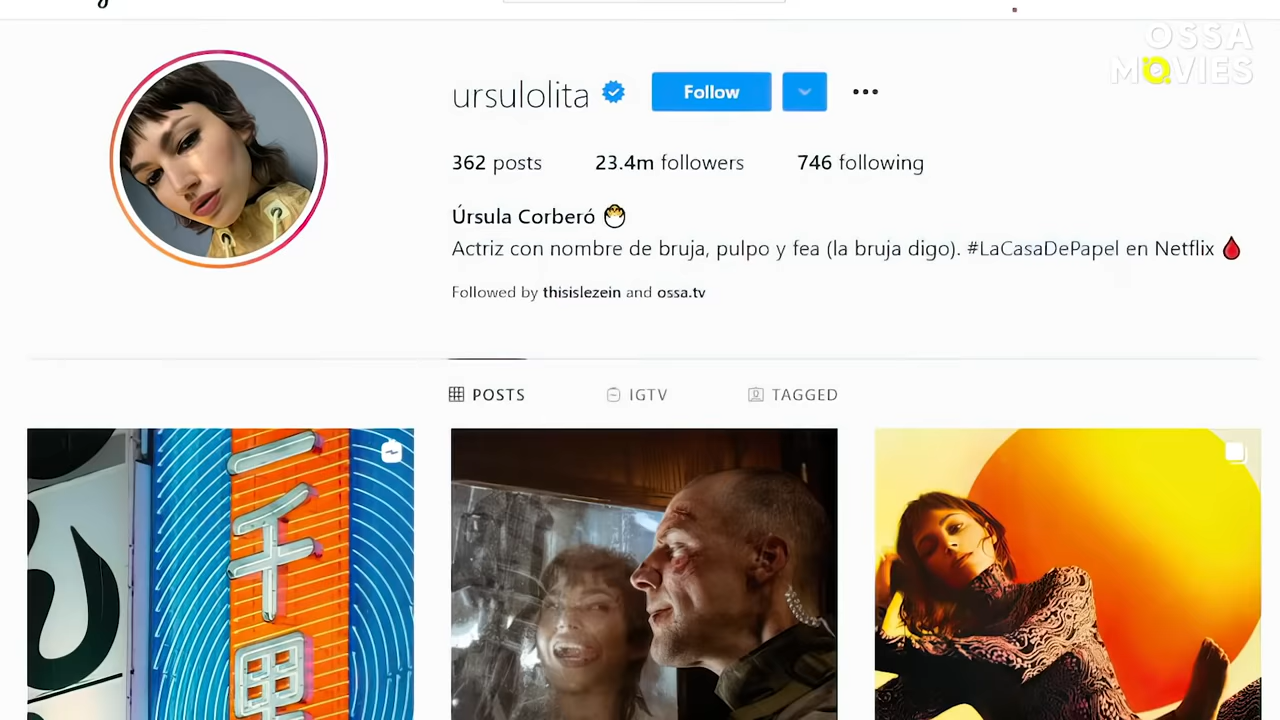 OSSA
MOVIES
ursulolita
Follow
362 posts 23.4m followers 746 following
Úrsula Corberó 🐣
Actriz con nombre de bruja, pulpo y fea (la bruja digo). #LaCasaDePapel en Netflix 🩸
Followed by thisislezein and ossa.tv
POSTS IGTV TAGGED